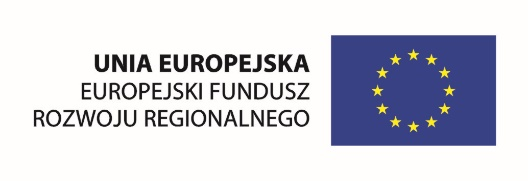 UNIA EUROPEJSKA
EUROPEJSKI FUNDUSZ
ROZWOJU REGIONALNEGO